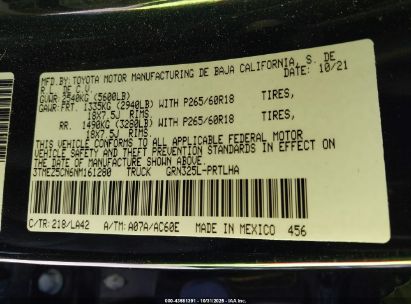 MFD.BY: TOYOTA MOTOR MANUFACTURING DE BAJA CALIFORNIA, S. DE
R. L. DE C.V. DATE: 10/21
GVWR: 2540KG (5600LB)
GAWR:FRT. 1335KG (2940LB) WITH P265/60R18 TIRES,
18X7.5J RIMS.
RR. 1490KG (3280LB) WITH P265/60R18 TIRES,
18X7.5J RIMS.
THIS VEHICLE CONFORMS TO ALL APPLICABLE FEDERAL MOTOR
VEHICLE SAFETY AND THEFT PREVENTION STANDARDS IN EFFECT ON
THE DATE OF MANUFACTURE SHOWN ABOVE.
3TMEZ5CN6NM161280 TRUCK GRN325L-PRTLHA
C/TR: 218/LA42 A/TM: A07A/AC60E MADE IN MEXICO 456